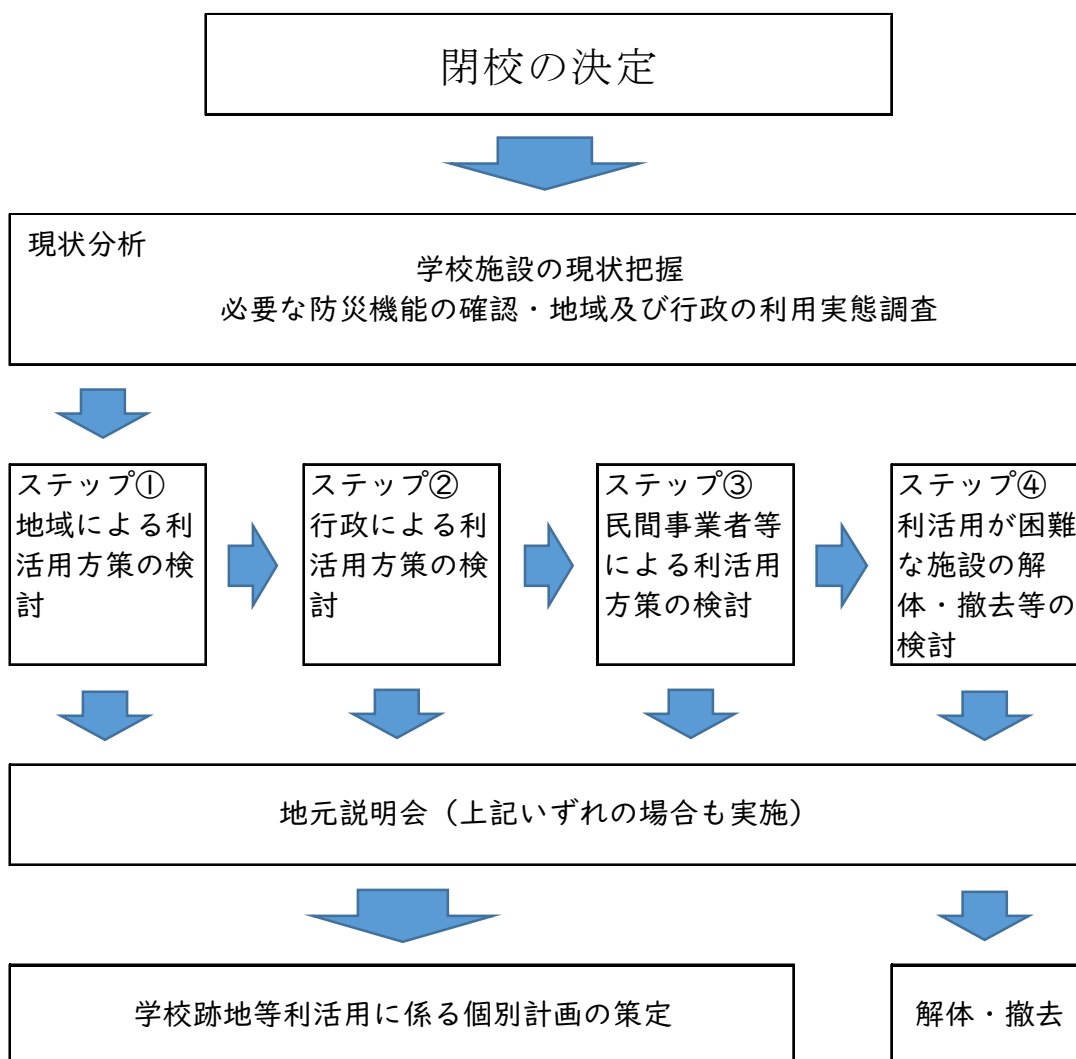 閉校の決定
現状分析
学校施設の現状把握
必要な防災機能の確認・地域及び行政の利用実態調査
ステップ①
地域による利
活用方策の検
討
ステップ②
行政による利
活用方策の検
討
ステップ③
民間事業者等
による利活用
方策の検討
ステップ④
利活用が困難
な施設の解
体・撤去等の
検討
地元説明会（上記いずれの場合も実施）
学校跡地等利活用に係る個別計画の策定
解体・撤去